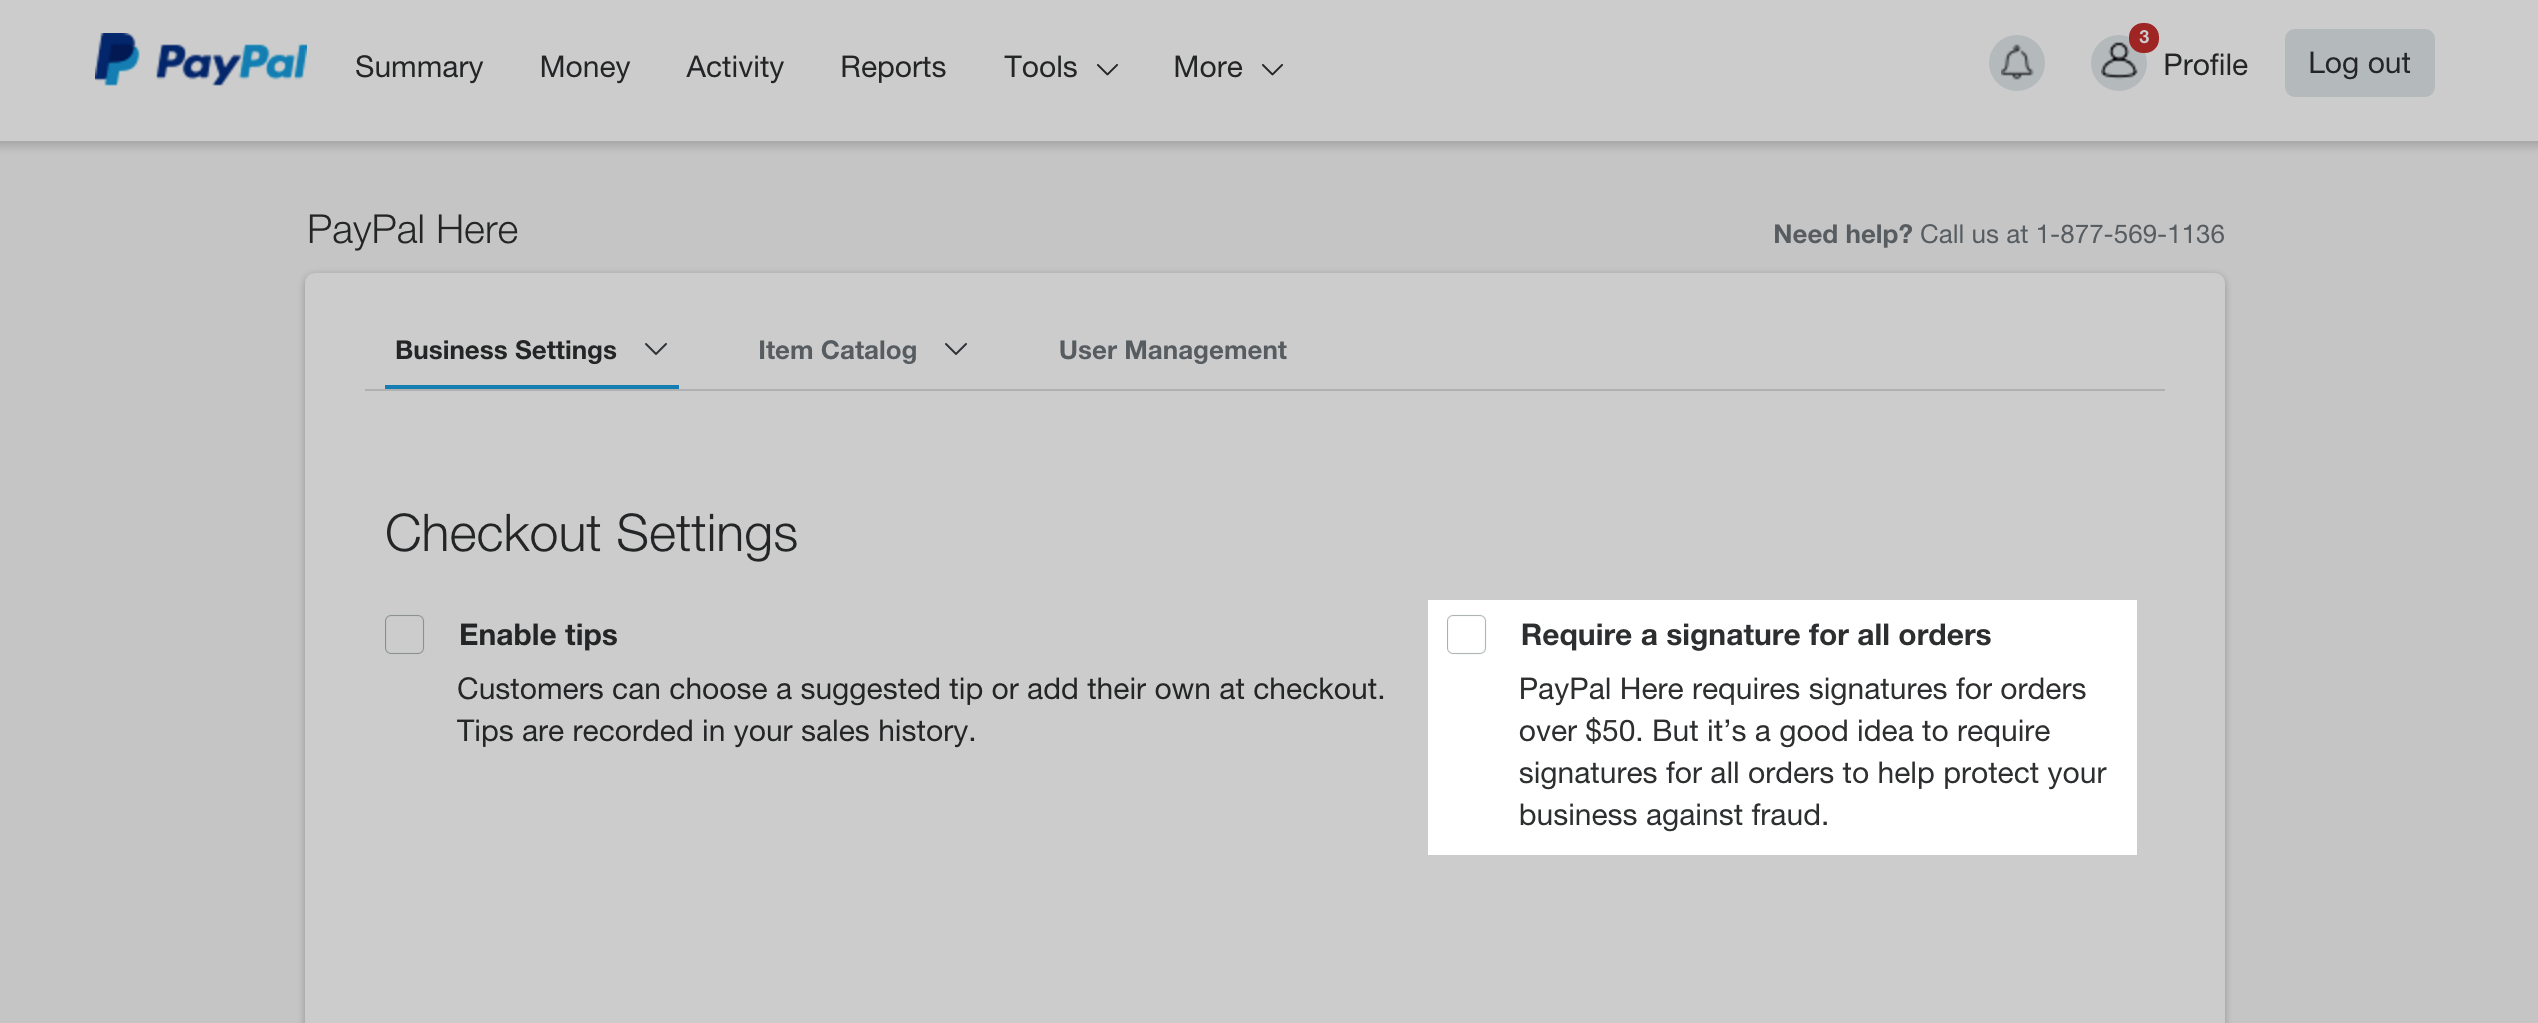 PayPal Summary Money Activity Reports Tools More 3 Profile Log out
PayPal Here
Need help? Call us at 1-877-569-1136
Business Settings Item Catalog User Management
Checkout Settings
Enable tips
Customers can choose a suggested tip or add their own at checkout.
Tips are recorded in your sales history.
Require a signature for all orders
PayPal Here requires signatures for orders
over $50. But it’s a good idea to require
signatures for all orders to help protect your
business against fraud.